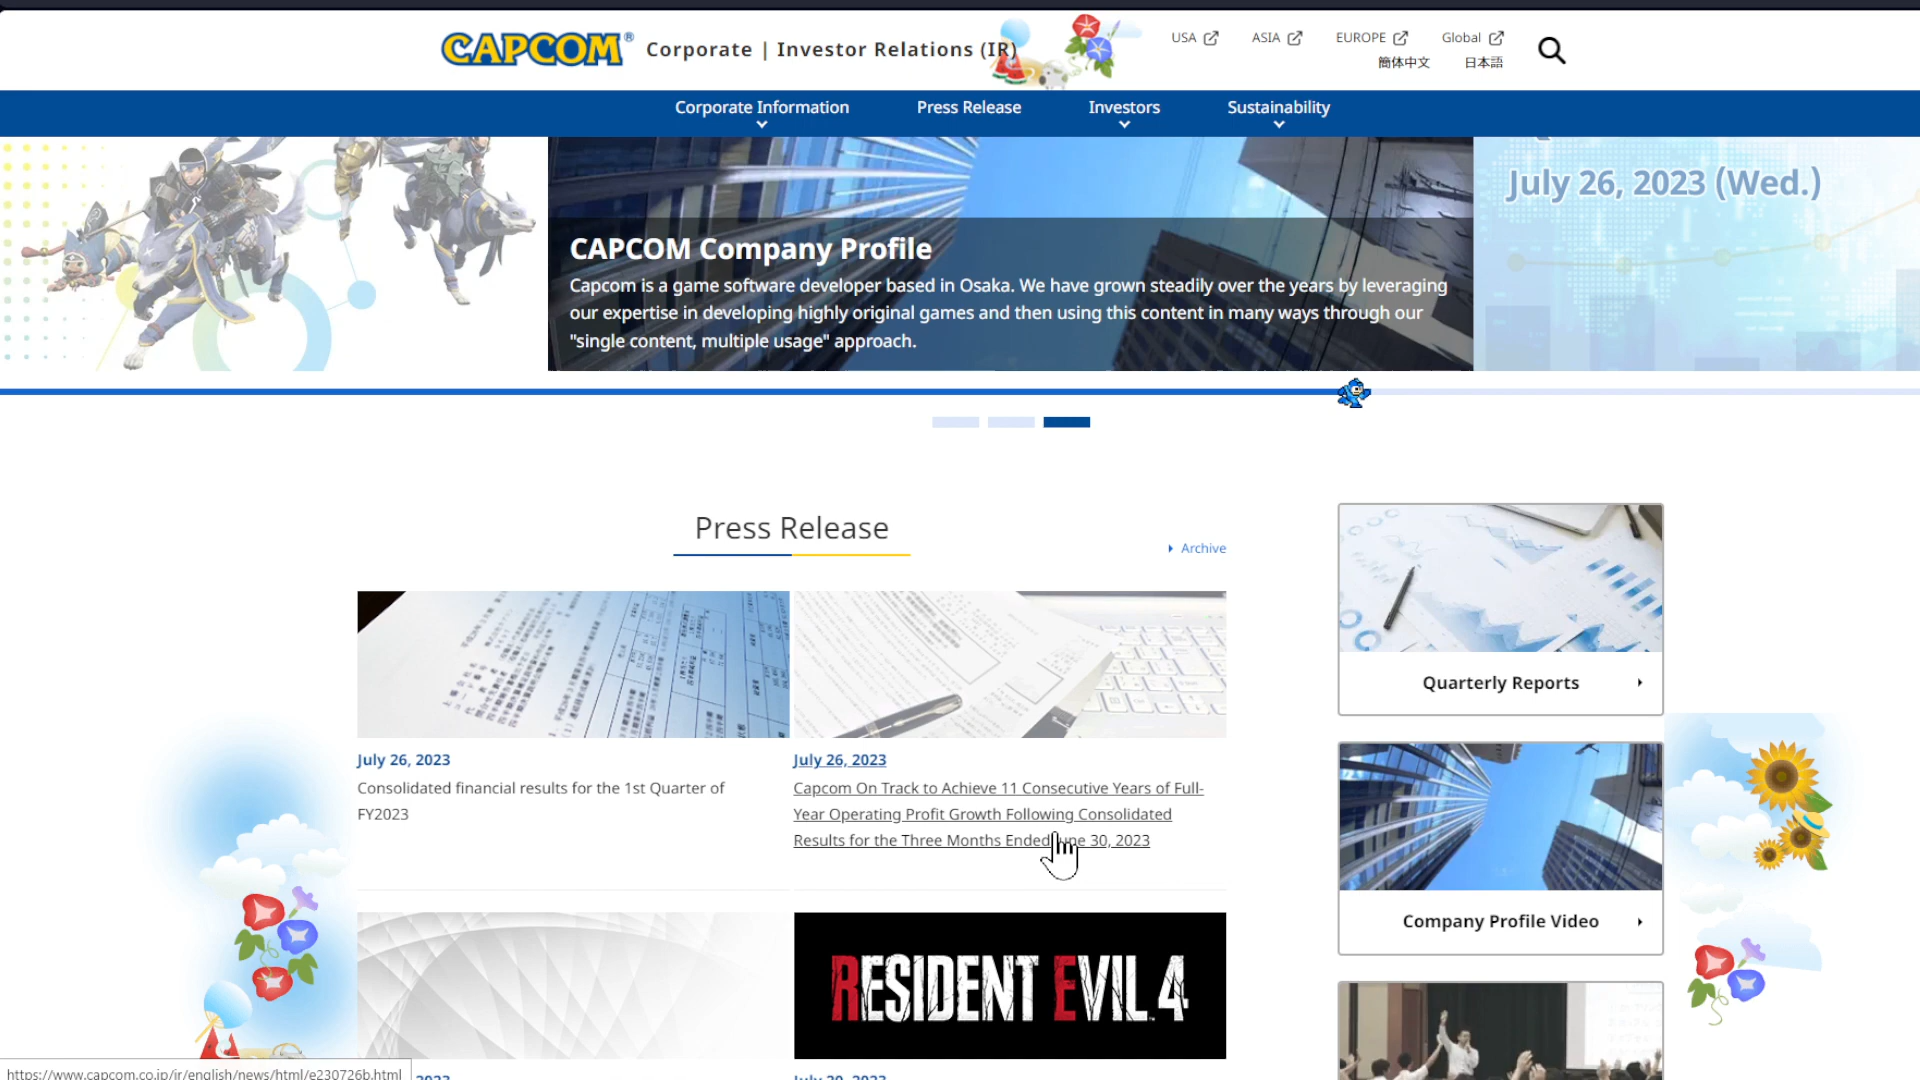 CAPCOM®
Corporate | Investor Relations (IR)
USA
ASIA
EUROPE
Global
簡体中文
日本語
Corporate Information
Press Release
Investors
Sustainability
CAPCOM Company Profile
Capcom is a game software developer based in Osaka. We have grown steadily over the years by leveraging
our expertise in developing highly original games and then using this content in many ways through our
"single content, multiple usage" approach.
July 26, 2023 (Wed.)
Press Release
Archive
July 26, 2023
Consolidated financial results for the 1st Quarter of
FY2023
July 26, 2023
Capcom On Track to Achieve 11 Consecutive Years of Full-
Year Operating Profit Growth Following Consolidated
Results for the Three Months Ended June 30, 2023
Quarterly Reports
Company Profile Video
RESIDENT EVIL 4
https://www.capcom.co.jp/ir/english/news/html/e230726b.html
2023
July 20, 2023